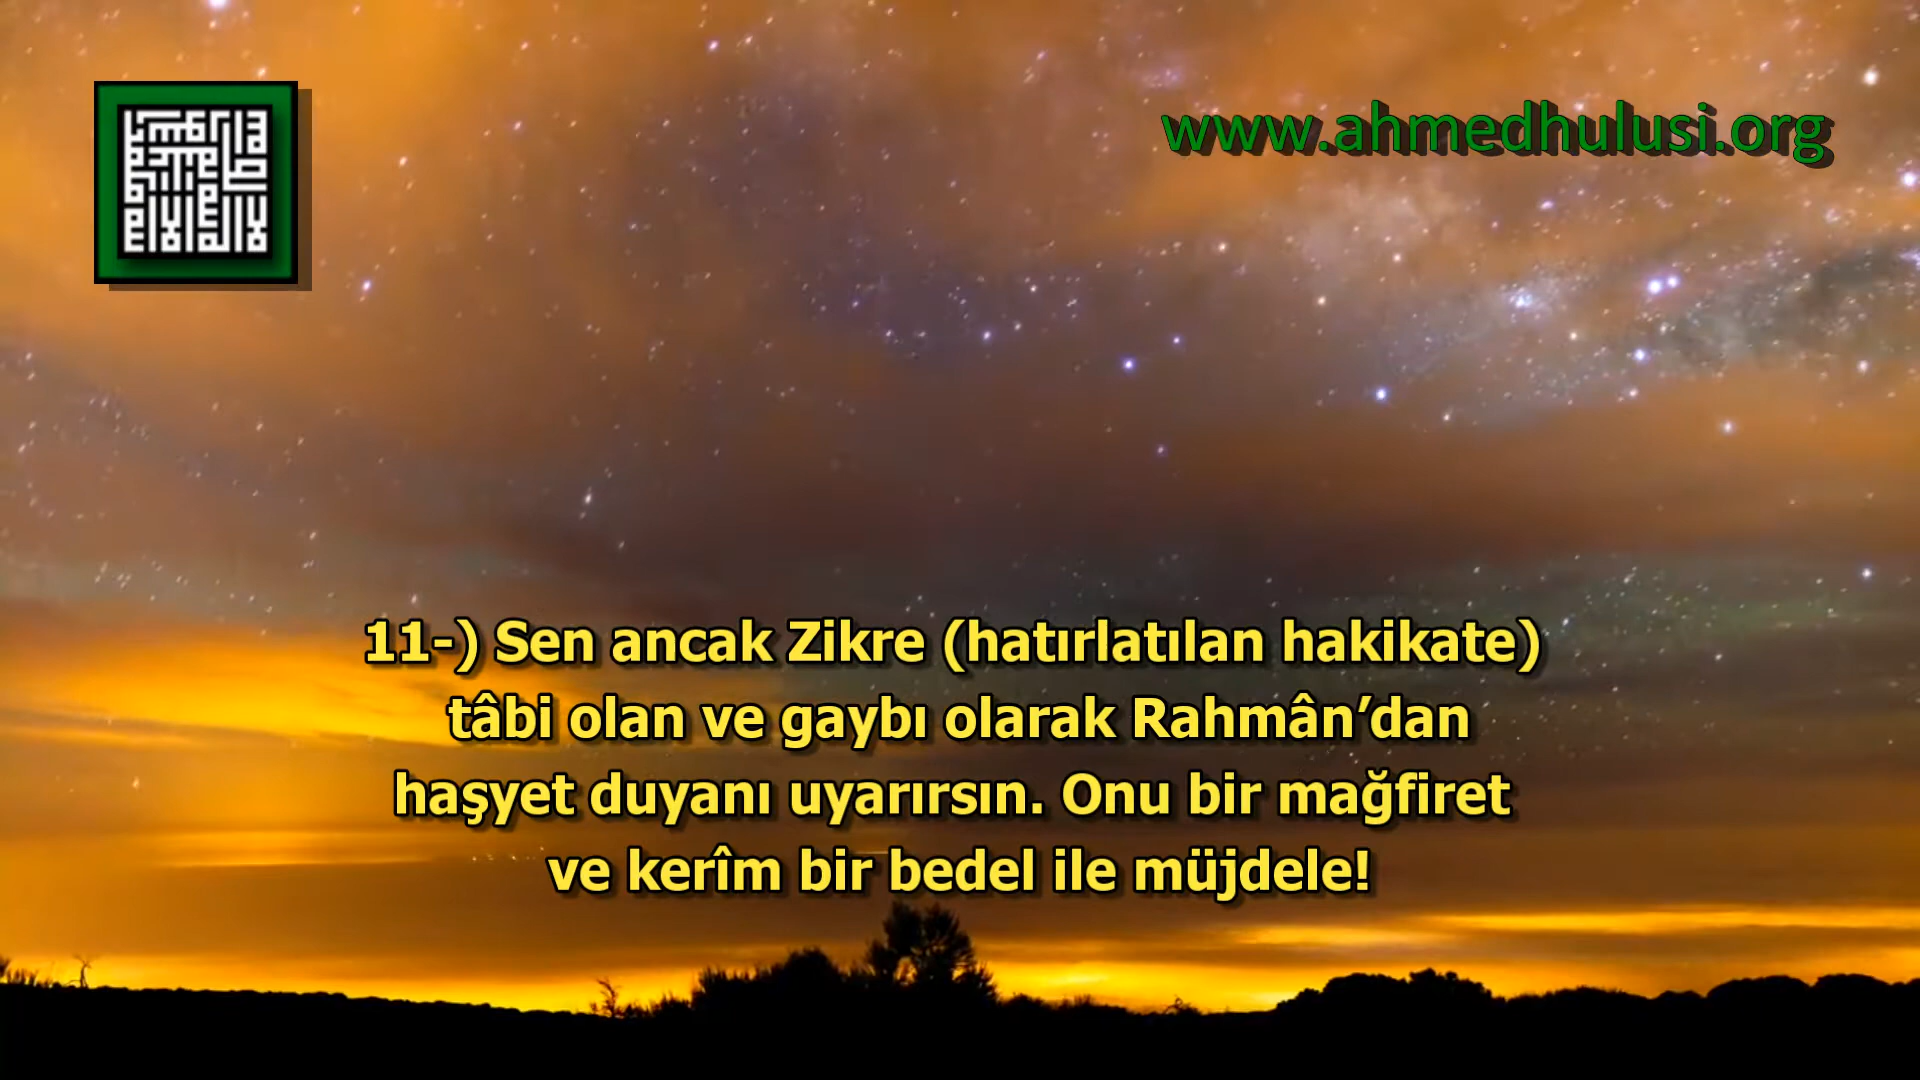 www.ahmedhulusi.org
11-) Sen ancak Zikre (hatırlatılan hakikate)
tâbi olan ve gaybı olarak Rahmân’dan
haşyet duyanı uyarırsın. Onu bir mağfiret
ve kerîm bir bedel ile müjdele!